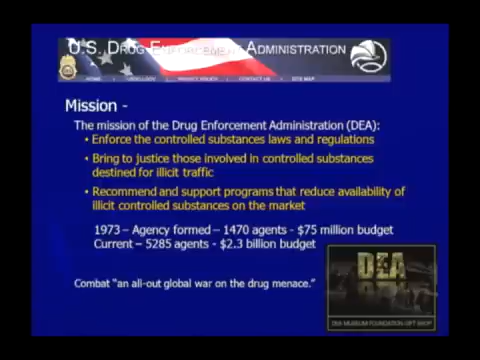 U.S. DRUG ENFORCEMENT ADMINISTRATION
HOME PRIVACY POLICY CONTACT US SITE MAP
Mission -
The mission of the Drug Enforcement Administration (DEA):
• Enforce the controlled substances laws and regulations
• Bring to justice those involved in controlled substances
destined for illicit traffic
• Recommend and support programs that reduce availability of
illicit controlled substances on the market
1973 – Agency formed – 1470 agents - $75 million budget
Current – 5285 agents - $2.3 billion budget
Combat “an all-out global war on the drug menace.”
DEA
DEA MUSEUM FOUNDATION GIFT SHOP